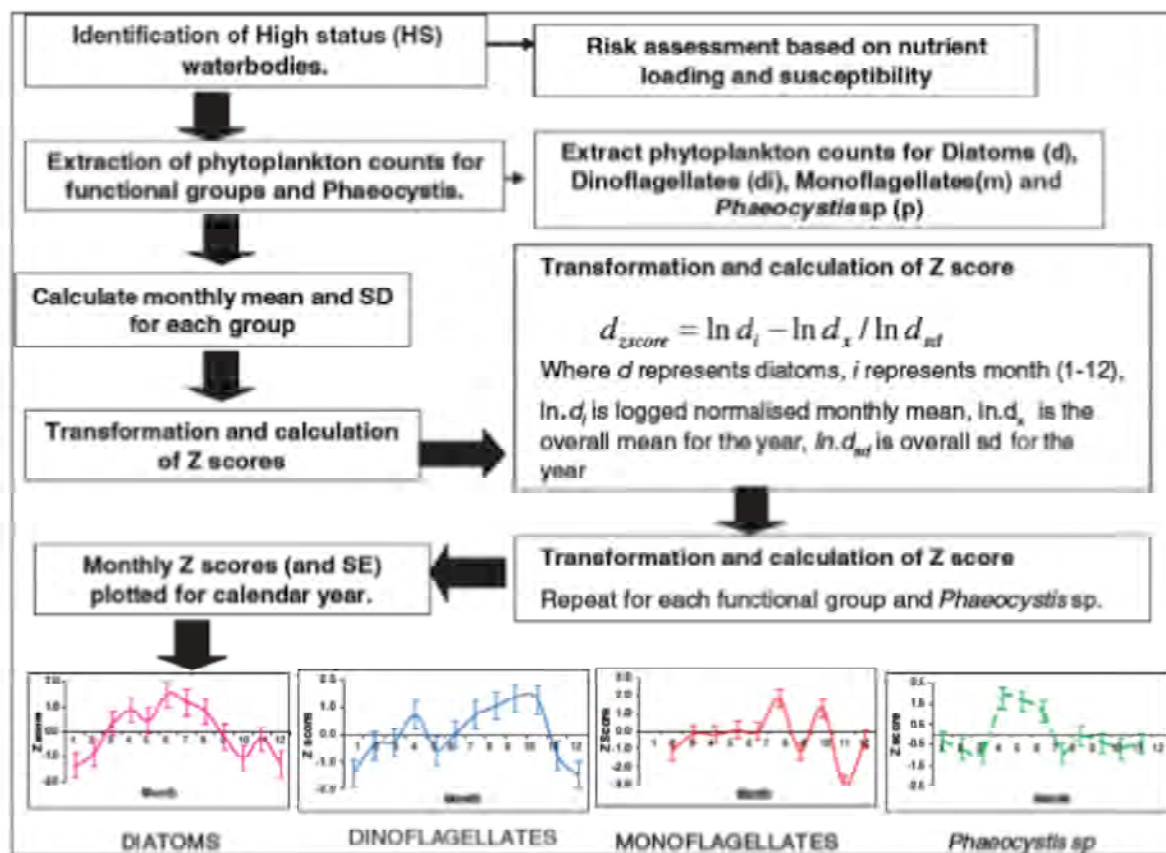 Identification of High status (HS)
waterbodies.
Risk assessment based on nutrient
loading and susceptibility
Extraction of phytoplankton counts for
functional groups and Phaeocystis.
Extract phytoplankton counts for Diatoms (d),
Dinoflagellates (di), Monoflagellates(m) and
Phaeocystis sp (p)
Calculate monthly mean and SD
for each group
Transformation and calculation
of Z scores
Transformation and calculation of Z score
d_zscore = ln d_i − ln d_x / ln d_sd
Where d represents diatoms, i represents month (1-12),
ln.d_i is logged normalised monthly mean, ln.d_x is the
overall mean for the year, ln.d_sd is overall sd for the
year
Transformation and calculation of Z score
Repeat for each functional group and Phaeocystis sp.
Monthly Z scores (and SE)
plotted for calendar year.
Z score
Month
DIATOMS
Z score
Month
DINOFLAGELLATES
Z Score
Month
MONOFLAGELLATES
Z score
Phaeocystis sp